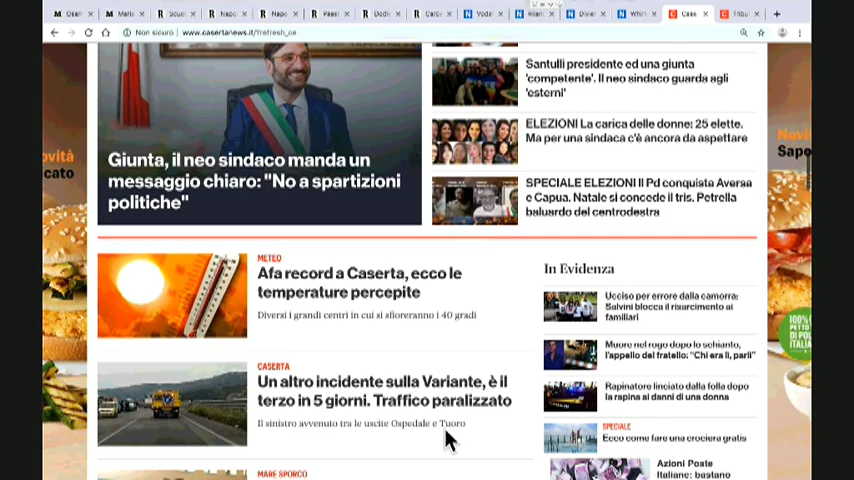 Non sicuro | www.casertanews.it/?refresh_ce
Giunta, il neo sindaco manda un
messaggio chiaro: "No a spartizioni
politiche"
Santulli presidente ed una giunta
'competente'. Il neo sindaco guarda agli
'esterni'
ELEZIONI La carica delle donne: 25 elette.
Ma per una sindaca c'è ancora da aspettare
SPECIALE ELEZIONI Il Pd conquista Aversa
e Capua. Natale si concede il tris. Petrella
baluardo del centrodestra
METEO
Afa record a Caserta, ecco le
temperature percepite
Diversi i grandi centri in cui si sfioreranno i 40 gradi
CASERTA
Un altro incidente sulla Variante, è il
terzo in 5 giorni. Traffico paralizzato
Il sinistro avvenuto tra le uscite Ospedale e Tuoro
MARE SPORCO
In Evidenza
Ucciso per errore dalla camorra:
Salvini blocca il risarcimento ai
familiari
Muore nel rogo dopo lo schianto,
l'appello del fratello: "Chi era lì, parli"
Rapinatore linciato dalla folla dopo
la rapina ai danni di una donna
SPECIALE
Ecco come fare una crociera gratis
Azioni Poste
Italiane: bastano